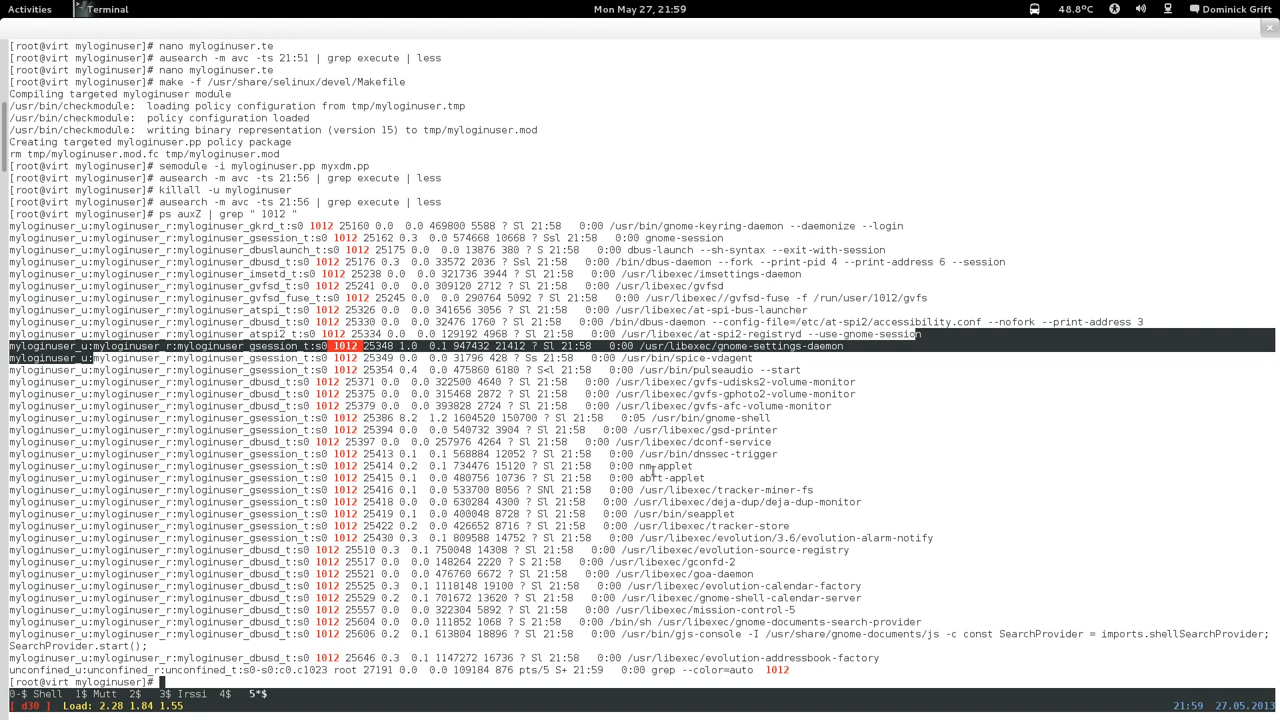 Activities Terminal Mon May 27, 21:59 48.8°C Dominick Grift
[root@virt myloginuser]# nano myloginuser.te
[root@virt myloginuser]# ausearch -m avc -ts 21:51 | grep execute | less
[root@virt myloginuser]# nano myloginuser.te
[root@virt myloginuser]# make -f /usr/share/selinux/devel/Makefile
Compiling targeted myloginuser module
/usr/bin/checkmodule:  loading policy configuration from tmp/myloginuser.tmp
/usr/bin/checkmodule:  policy configuration loaded
/usr/bin/checkmodule:  writing binary representation (version 15) to tmp/myloginuser.mod
Creating targeted myloginuser.pp policy package
rm tmp/myloginuser.mod.fc tmp/myloginuser.mod
[root@virt myloginuser]# semodule -i myloginuser.pp myxdm.pp
[root@virt myloginuser]# ausearch -m avc -ts 21:56 | grep execute | less
[root@virt myloginuser]# killall -u myloginuser
[root@virt myloginuser]# ausearch -m avc -ts 21:56 | grep execute | less
[root@virt myloginuser]# ps auxZ | grep " 1012 "
myloginuser_u:myloginuser_r:myloginuser_gkrd_t:s0 1012 25160 0.0  0.0 469800 5588 ? Sl 21:58   0:00 /usr/bin/gnome-keyring-daemon --daemonize --login
myloginuser_u:myloginuser_r:myloginuser_gsession_t:s0 1012 25162 0.3  0.0 574668 10668 ? Ssl 21:58   0:00 gnome-session
myloginuser_u:myloginuser_r:myloginuser_dbuslaunch_t:s0 1012 25175 0.0  0.0 13876 380 ? S 21:58   0:00 dbus-launch --sh-syntax --exit-with-session
myloginuser_u:myloginuser_r:myloginuser_dbusd_t:s0 1012 25176 0.3  0.0 33572 2036 ? Ssl 21:58   0:00 /bin/dbus-daemon --fork --print-pid 4 --print-address 6 --session
myloginuser_u:myloginuser_r:myloginuser_imsetd_t:s0 1012 25238 0.0  0.0 321736 3944 ? Sl 21:58   0:00 /usr/libexec/imsettings-daemon
myloginuser_u:myloginuser_r:myloginuser_gvfsd_t:s0 1012 25241 0.0  0.0 309120 2712 ? Sl 21:58   0:00 /usr/libexec/gvfsd
myloginuser_u:myloginuser_r:myloginuser_gvfsd_fuse_t:s0 1012 25245 0.0  0.0 290764 5092 ? Sl 21:58   0:00 /usr/libexec//gvfsd-fuse -f /run/user/1012/gvfs
myloginuser_u:myloginuser_r:myloginuser_atspi_t:s0 1012 25326 0.0  0.0 341056 3008 ? Sl 21:58   0:00 /usr/libexec/at-spi-bus-launcher
myloginuser_u:myloginuser_r:myloginuser_dbusd_t:s0 1012 25330 0.0  0.0 32476 1760 ? Sl 21:58   0:00 /bin/dbus-daemon --config-file=/etc/at-spi2/accessibility.conf --nofork --print-address 3
myloginuser_u:myloginuser_r:myloginuser_atspi2_t:s0 1012 25334 0.0  0.0 129192 4968 ? Sl 21:58   0:00 /usr/libexec/at-spi2-registryd --use-gnome-session
myloginuser_u:myloginuser_r:myloginuser_gsession_t:s0 1012 25348 1.0  0.1 947432 21412 ? Sl 21:58   0:00 /usr/libexec/gnome-settings-daemon
myloginuser_u:myloginuser_r:myloginuser_gsession_t:s0 1012 25349 0.0  0.0 31796 428 ? Ss 21:58   0:00 /usr/bin/spice-vdagent
myloginuser_u:myloginuser_r:myloginuser_gsession_t:s0 1012 25354 0.4  0.0 475860 6180 ? S<l 21:58   0:00 /usr/bin/pulseaudio --start
myloginuser_u:myloginuser_r:myloginuser_dbusd_t:s0 1012 25371 0.0  0.0 322500 4640 ? Sl 21:58   0:00 /usr/libexec/gvfs-udisks2-volume-monitor
myloginuser_u:myloginuser_r:myloginuser_dbusd_t:s0 1012 25375 0.0  0.0 315468 2872 ? Sl 21:58   0:00 /usr/libexec/gvfs-gphoto2-volume-monitor
myloginuser_u:myloginuser_r:myloginuser_dbusd_t:s0 1012 25379 0.0  0.0 393828 2724 ? Sl 21:58   0:00 /usr/libexec/gvfs-afc-volume-monitor
myloginuser_u:myloginuser_r:myloginuser_gsession_t:s0 1012 25386 8.2  1.2 1604520 150700 ? Sl 21:58   0:05 /usr/bin/gnome-shell
myloginuser_u:myloginuser_r:myloginuser_gsession_t:s0 1012 25394 0.0  0.0 540732 3904 ? Sl 21:58   0:00 /usr/libexec/gsd-printer
myloginuser_u:myloginuser_r:myloginuser_dbusd_t:s0 1012 25397 0.0  0.0 257976 4264 ? Sl 21:58   0:00 /usr/libexec/dconf-service
myloginuser_u:myloginuser_r:myloginuser_gsession_t:s0 1012 25413 0.1  0.1 568884 12052 ? Sl 21:58   0:00 /usr/bin/dnssec-trigger
myloginuser_u:myloginuser_r:myloginuser_gsession_t:s0 1012 25414 0.2  0.1 734476 15120 ? Sl 21:58   0:00 nm-applet
myloginuser_u:myloginuser_r:myloginuser_gsession_t:s0 1012 25415 0.1  0.0 480756 10736 ? Sl 21:58   0:00 abrt-applet
myloginuser_u:myloginuser_r:myloginuser_gsession_t:s0 1012 25416 0.1  0.0 533700 8056 ? SNl 21:58   0:00 /usr/libexec/tracker-miner-fs
myloginuser_u:myloginuser_r:myloginuser_gsession_t:s0 1012 25418 0.0  0.0 630284 4300 ? Sl 21:58   0:00 /usr/libexec/deja-dup/deja-dup-monitor
myloginuser_u:myloginuser_r:myloginuser_gsession_t:s0 1012 25419 0.1  0.0 400048 8728 ? Sl 21:58   0:00 /usr/bin/seapplet
myloginuser_u:myloginuser_r:myloginuser_gsession_t:s0 1012 25422 0.1  0.0 426652 8716 ? Sl 21:58   0:00 /usr/libexec/tracker-store
myloginuser_u:myloginuser_r:myloginuser_gsession_t:s0 1012 25430 0.3  0.1 809588 14752 ? Sl 21:58   0:00 /usr/libexec/evolution/3.6/evolution-alarm-notify
myloginuser_u:myloginuser_r:myloginuser_dbusd_t:s0 1012 25510 0.3  0.1 750048 14308 ? Sl 21:58   0:00 /usr/libexec/evolution-source-registry
myloginuser_u:myloginuser_r:myloginuser_dbusd_t:s0 1012 25517 0.0  0.0 148264 2220 ? S 21:58   0:00 /usr/libexec/gconfd-2
myloginuser_u:myloginuser_r:myloginuser_dbusd_t:s0 1012 25521 0.0  0.0 476760 6672 ? Sl 21:58   0:00 /usr/libexec/goa-daemon
myloginuser_u:myloginuser_r:myloginuser_dbusd_t:s0 1012 25525 0.3  0.1 1118148 19100 ? Sl 21:58   0:00 /usr/libexec/evolution-calendar-factory
myloginuser_u:myloginuser_r:myloginuser_dbusd_t:s0 1012 25529 0.2  0.1 701672 13620 ? Sl 21:58   0:00 /usr/libexec/gnome-shell-calendar-server
myloginuser_u:myloginuser_r:myloginuser_dbusd_t:s0 1012 25557 0.0  0.0 322304 5892 ? Sl 21:58   0:00 /usr/libexec/mission-control-5
myloginuser_u:myloginuser_r:myloginuser_dbusd_t:s0 1012 25604 0.0  0.0 111852 1068 ? S 21:58   0:00 /bin/sh /usr/libexec/gnome-documents-search-provider
myloginuser_u:myloginuser_r:myloginuser_dbusd_t:s0 1012 25606 0.2  0.1 613804 18896 ? Sl 21:58   0:00 /usr/bin/gjs-console -I /usr/share/gnome-documents/js -c const SearchProvider = imports.shellSearchProvider;
SearchProvider.start();
myloginuser_u:myloginuser_r:myloginuser_dbusd_t:s0 1012 25646 0.3  0.1 1147272 16736 ? Sl 21:58   0:00 /usr/libexec/evolution-addressbook-factory
unconfined_u:unconfined_r:unconfined_t:s0-s0:c0.c1023 root 27191 0.0  0.0 109184 876 pts/5 S+ 21:59   0:00 grep --color=auto  1012
[root@virt myloginuser]#
0-$ Shell  1$ Mutt  2$   3$ Irssi  4$   5*$
[ d30 ]  Load: 2.28 1.84 1.55 21:59 27.05.2013